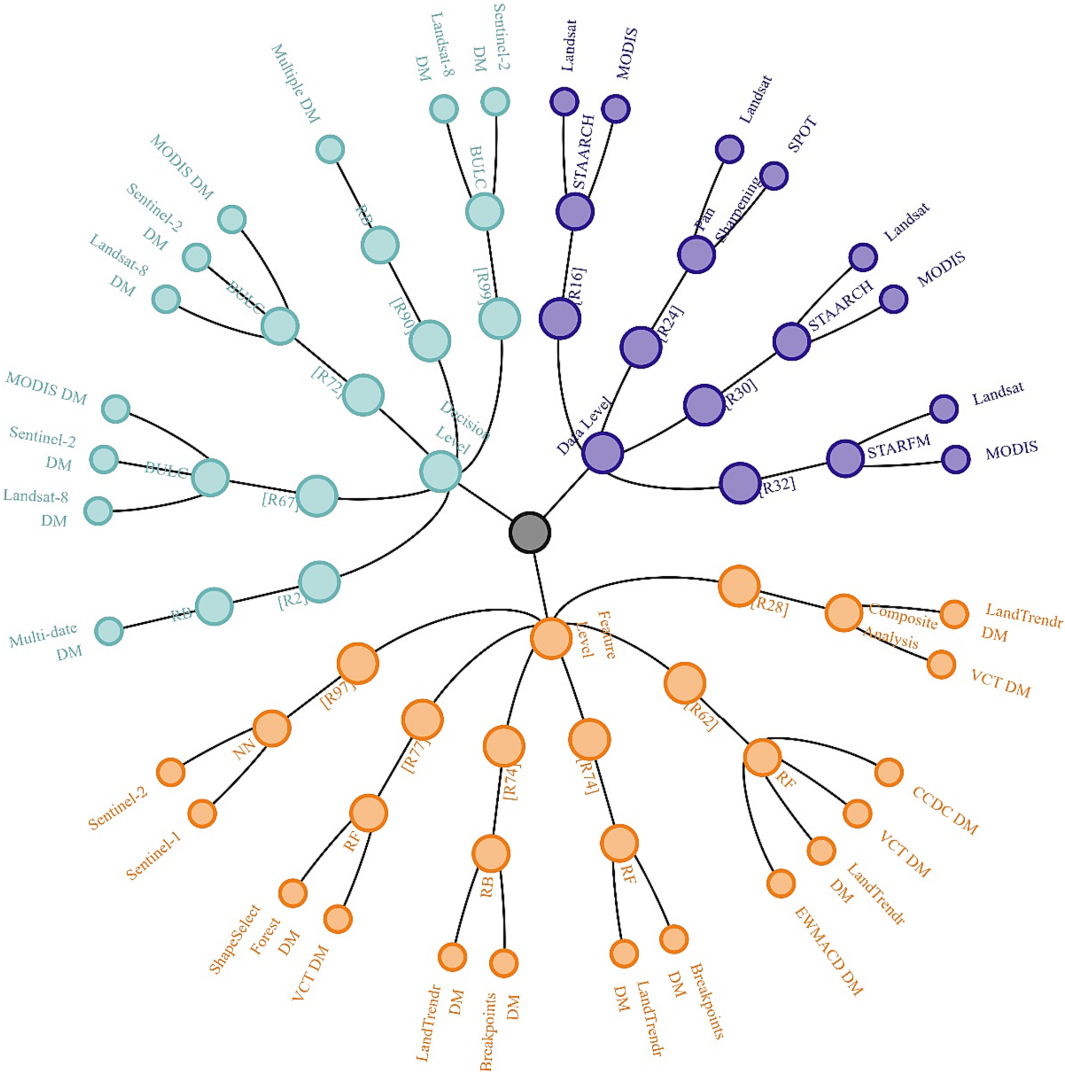 Landsat-8
DM
Sentinel-2
DM
BULC
[R99]
Multiple DM
RB
[R90]
MODIS DM
Sentinel-2
DM
Landsat-8
DM
BULC
[R72]
MODIS DM
Sentinel-2
DM
Landsat-8
DM
BULC
[R67]
Multi-date
DM
RB
[R2]
Decision
Level
Landsat
MODIS
STAARCH
[R16]
Landsat
SPOT
Pan
Sharpening
[R24]
Landsat
MODIS
STAARCH
[R30]
Landsat
MODIS
STARFM
[R32]
Data Level
Feature
Level
[R28]
Composite
Analysis
LandTrendr
DM
VCT DM
[R62]
RF
CCDC DM
VCT DM
LandTrendr
DM
EWMACD DM
[R74]
RF
Breakpoints
DM
LandTrendr
DM
[R74]
RB
Breakpoints
DM
LandTrendr
DM
[R77]
RF
VCT DM
ShapeSelect
Forest
DM
[R97]
NN
Sentinel-1
Sentinel-2